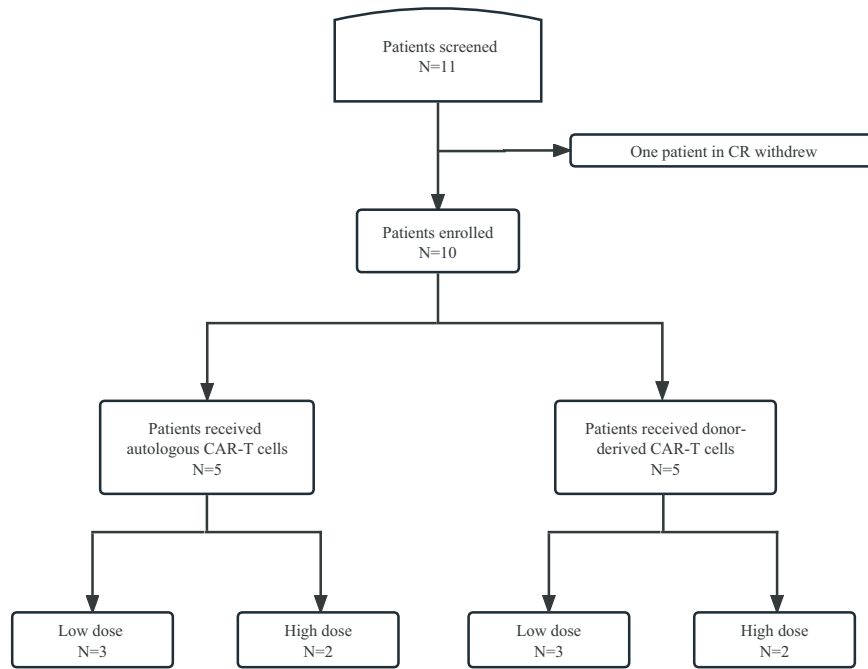 Patients screened
N=11
One patient in CR withdrew
Patients enrolled
N=10
Patients received
autologous CAR-T cells
N=5
Patients received donor-
derived CAR-T cells
N=5
Low dose
N=3
High dose
N=2
Low dose
N=3
High dose
N=2